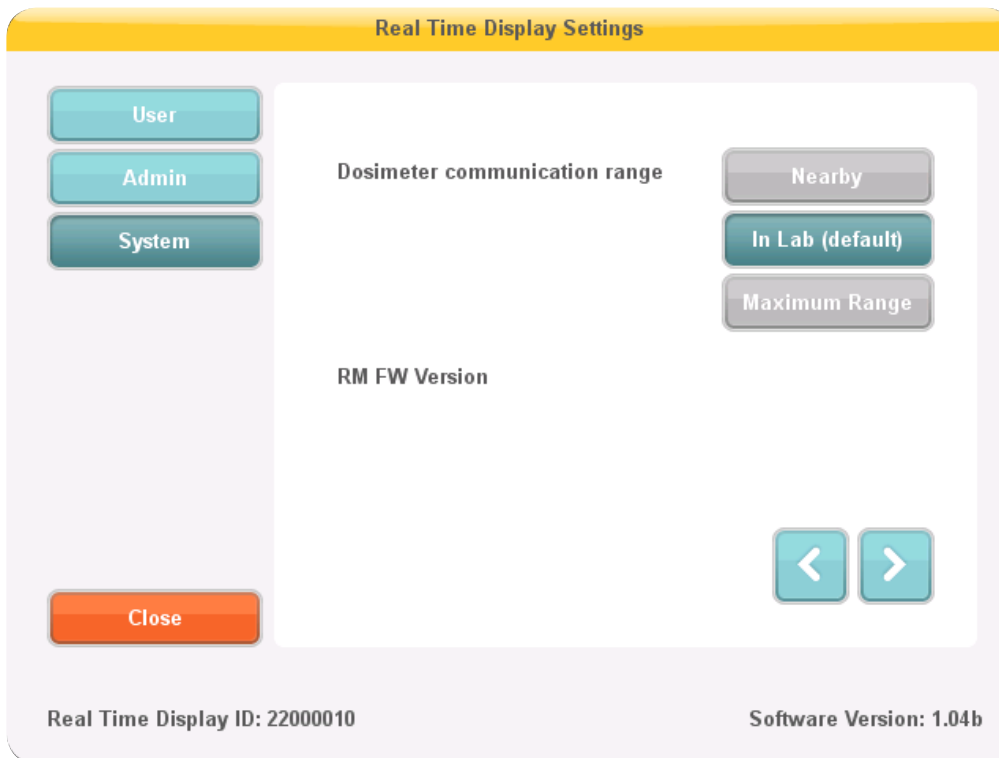 Real Time Display Settings
User
Admin
System
Dosimeter communication range
Nearby
In Lab (default)
Maximum Range
RM FW Version
Close
Real Time Display ID: 22000010
Software Version: 1.04b